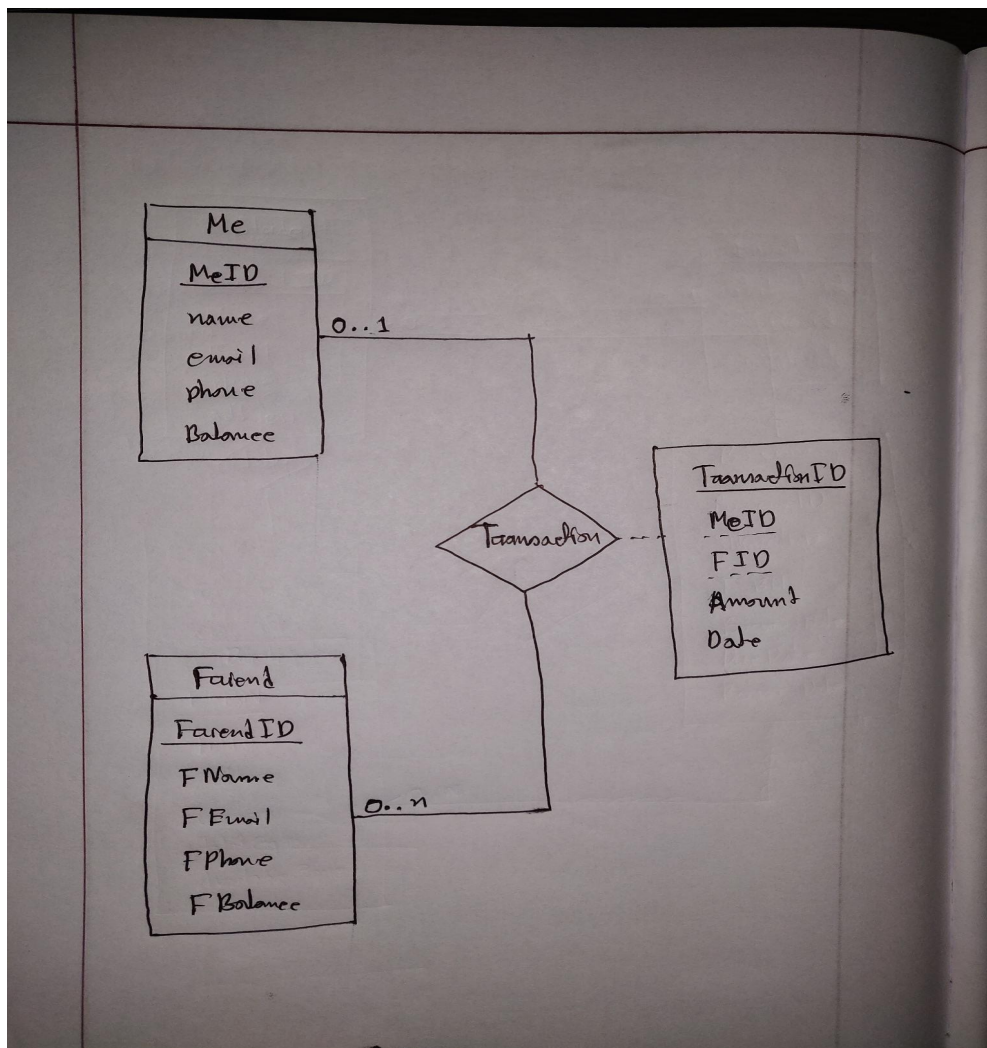 Me
MeID
name
email
phone
Balance
0..1
Transaction
TransactionID
MeID
FID
Amount
Date
Friend
FriendID
FName
FEmail
FPhone
FBalance
0..n